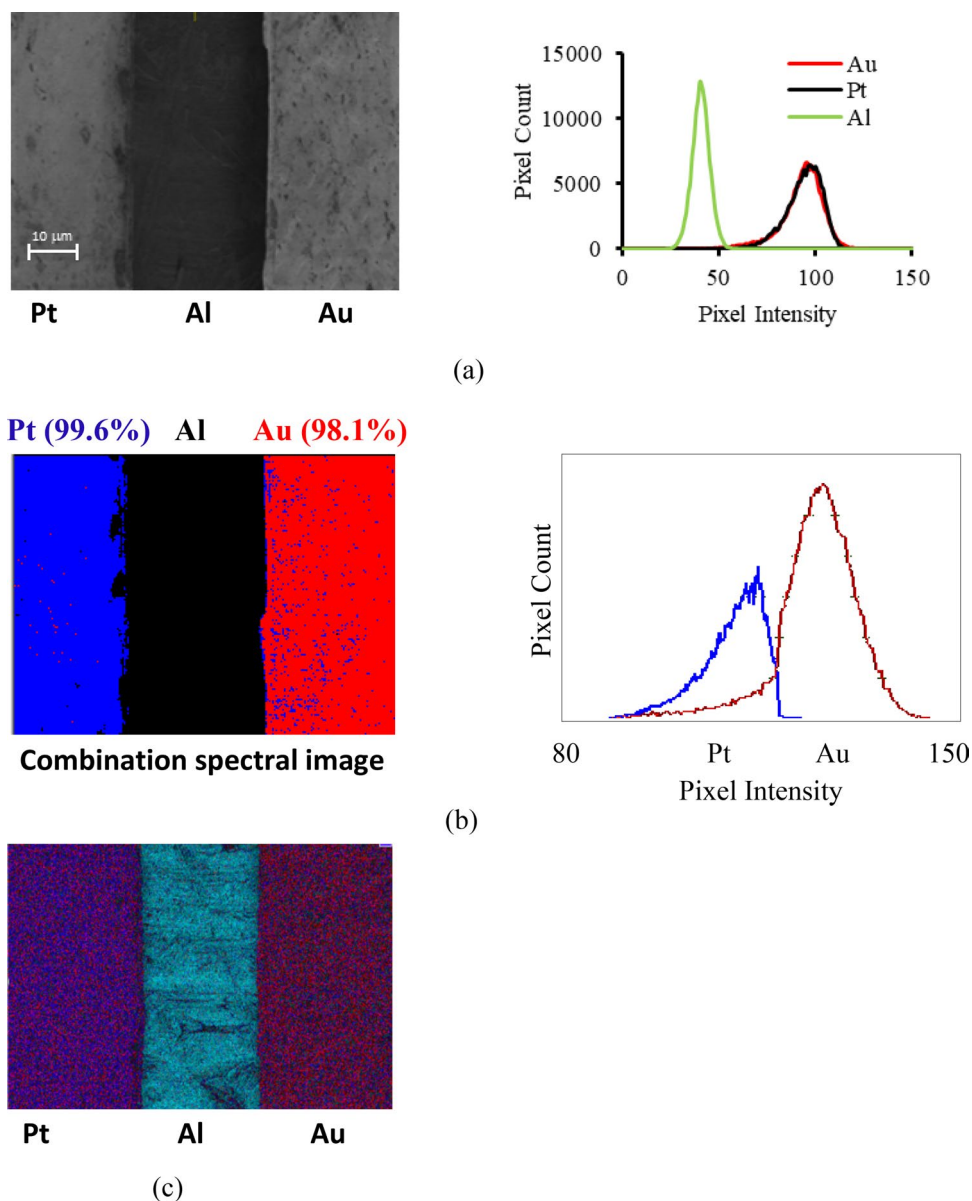 10 µm
Pt Al Au
15000
10000
5000
0
0 50 100 150
Pixel Count
Pixel Intensity
Au
Pt
Al
(a)
Pt (99.6%) Al Au (98.1%)
Combination spectral image
Pixel Count
80 Pt Au 150
Pixel Intensity
(b)
Pt Al Au
(c)